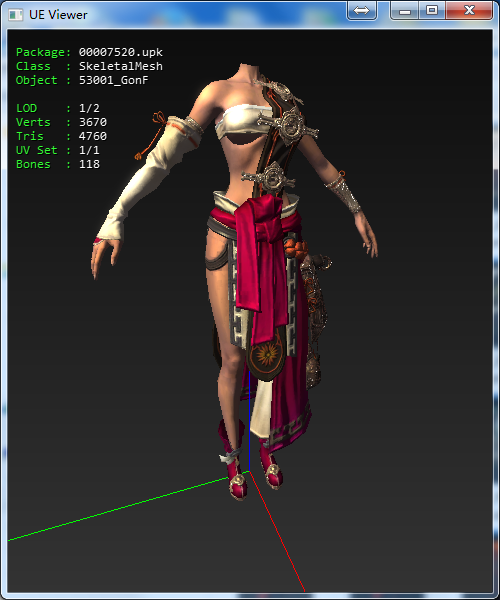 UE Viewer
Package: 00007520.upk
Class : SkeletalMesh
Object : 53001_GonF
LOD : 1/2
Verts : 3670
Tris : 4760
UV Set : 1/1
Bones : 118